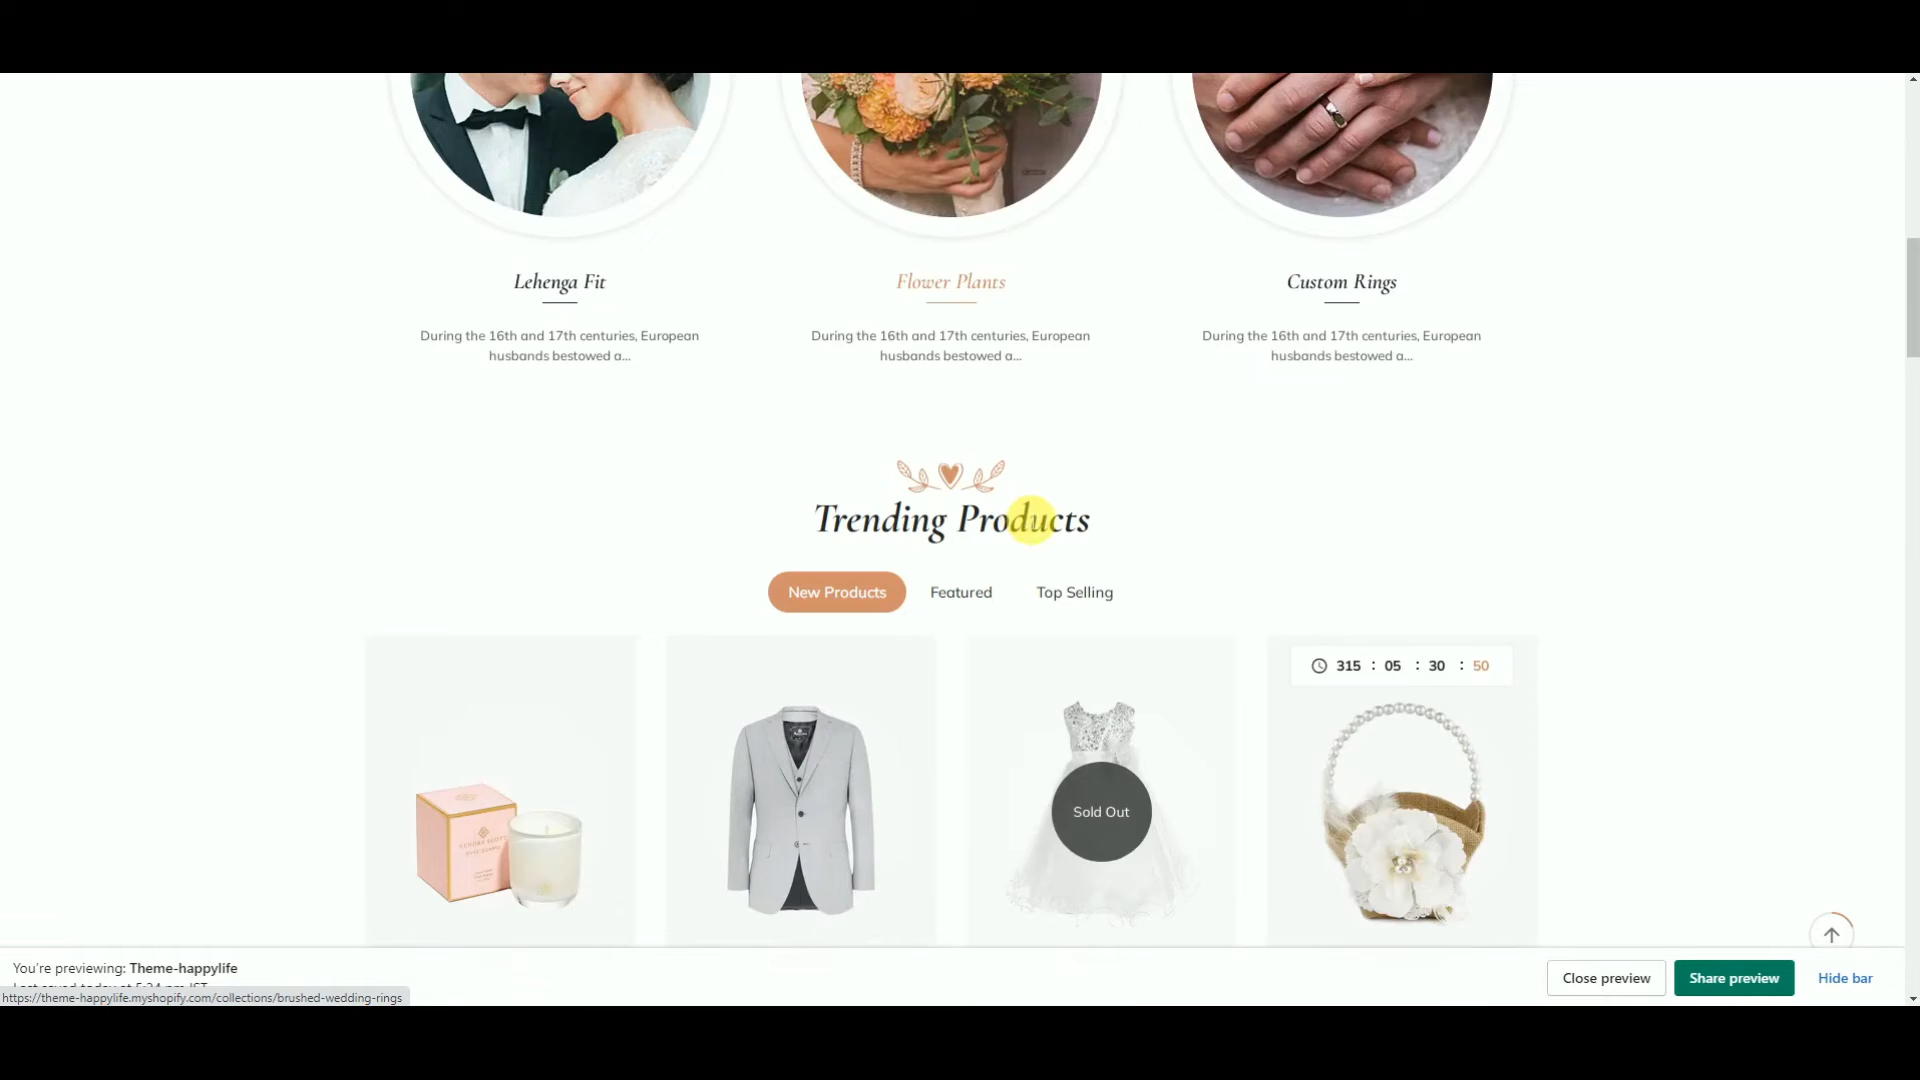 Lehenga Fit
Flower Plants
Custom Rings
During the 16th and 17th centuries, European
husbands bestowed a...
During the 16th and 17th centuries, European
husbands bestowed a...
During the 16th and 17th centuries, European
husbands bestowed a...
Trending Products
New Products
Featured
Top Selling
315 : 05 : 30 : 50
Sold Out
You're previewing: Theme-happylife
Last saved today at 5:24 pm IST
https://theme-happylife.myshopify.com/collections/brushed-wedding-rings
Close preview
Share preview
Hide bar